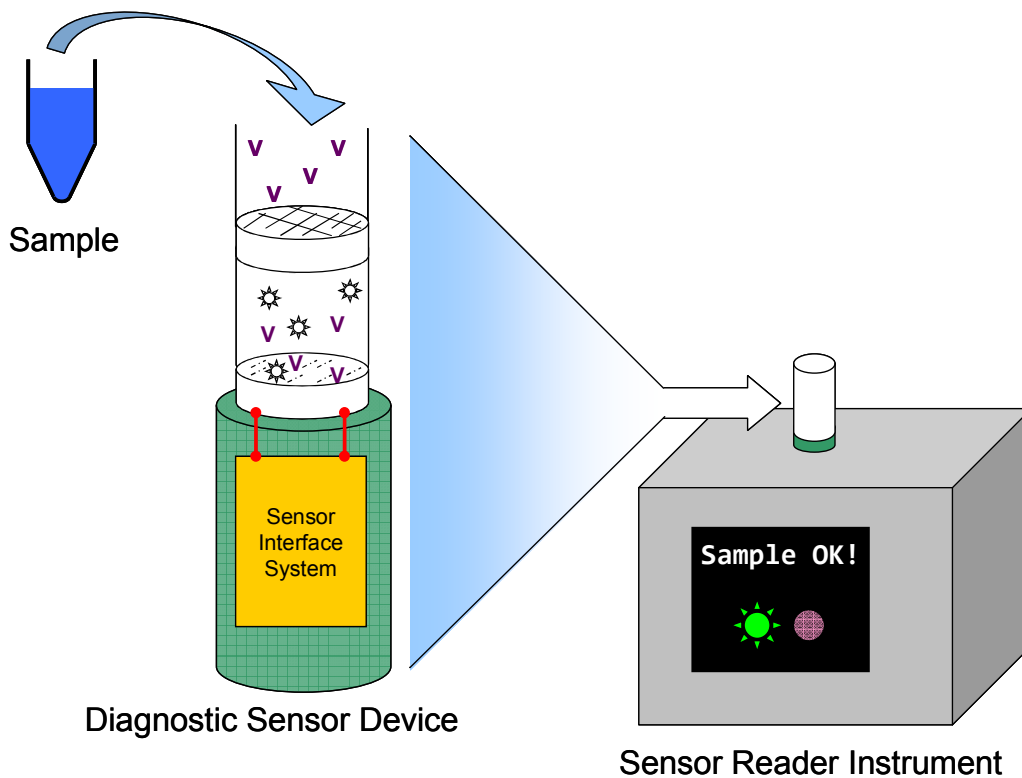 Sample
V V
V V
V V
V V
Sensor
Interface
System
Sample OK!
Diagnostic Sensor Device
Sensor Reader Instrument